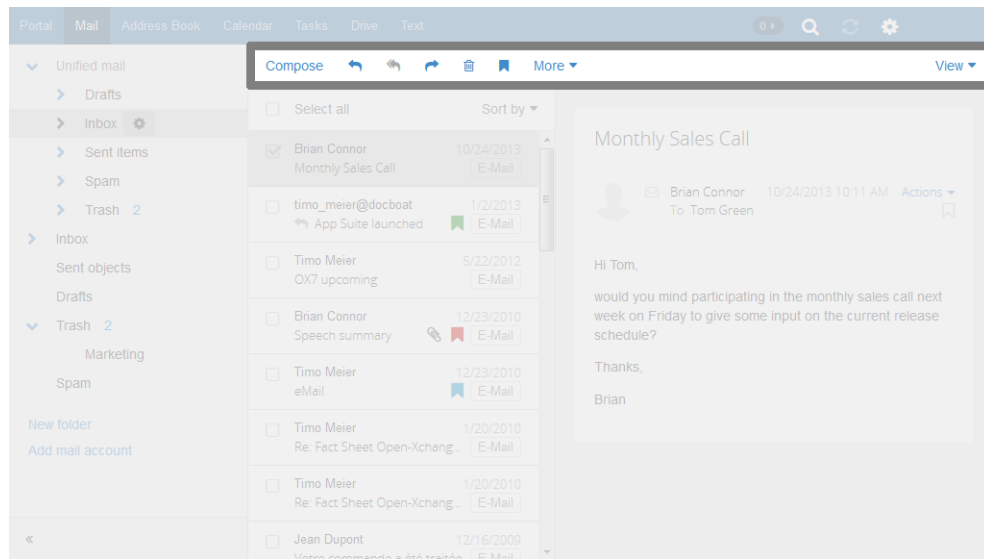 Portal Mail Address Book Calendar Tasks Drive Text 0
Compose More View
Unified mail
Drafts
Inbox
Sent items
Spam
Trash 2
Inbox
Sent objects
Drafts
Trash 2
Marketing
Spam
New folder
Add mail account
Select all Sort by
Brian Connor 10/24/2013
Monthly Sales Call E-Mail
timo_meier@docboat 1/2/2013
App Suite launched E-Mail
Timo Meier 5/22/2012
OX7 upcoming E-Mail
Brian Connor 12/23/2010
Speech summary E-Mail
Timo Meier 12/23/2010
eMail E-Mail
Timo Meier 1/20/2010
Re: Fact Sheet Open-Xchang... E-Mail
Timo Meier 1/20/2010
Re: Fact Sheet Open-Xchang... E-Mail
Jean Dupont 12/16/2009
Votre commande a été traitée E-Mail
Monthly Sales Call
Brian Connor 10/24/2013 10:11 AM Actions
To Tom Green
Hi Tom,
would you mind participating in the monthly sales call next
week on Friday to give some input on the current release
schedule?
Thanks,
Brian